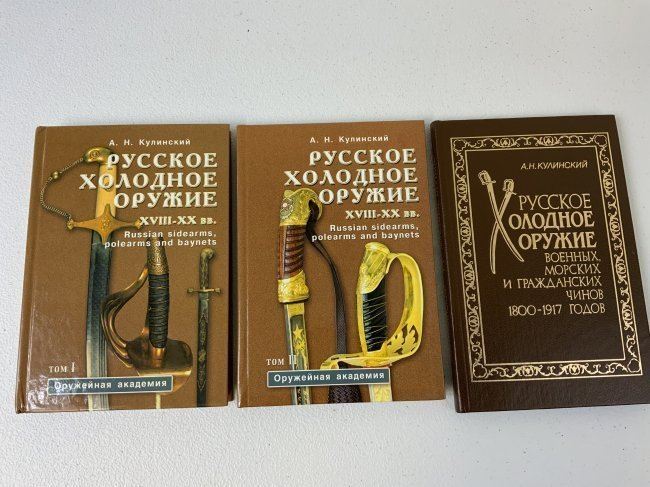 А. Н. Кулинский
РУССКОЕ
ХОЛОДНОЕ
ОРУЖИЕ
XVIII-XX вв.
Russian sidearms,
polearms and baynets
ТОМ I
Оружейная академия
А. Н. Кулинский
РУССКОЕ
ХОЛОДНОЕ
ОРУЖИЕ
XVIII-XX вв.
Russian sidearms,
polearms and baynets
ТОМ II
Оружейная академия
А.Н.КУЛИНСКИЙ
РУССКОЕ
ХОЛОДНОЕ
ОРУЖИЕ
ВОЕННЫХ,
МОРСКИХ
И ГРАЖДАНСКИХ
ЧИНОВ
1800-1917 ГОДОВ